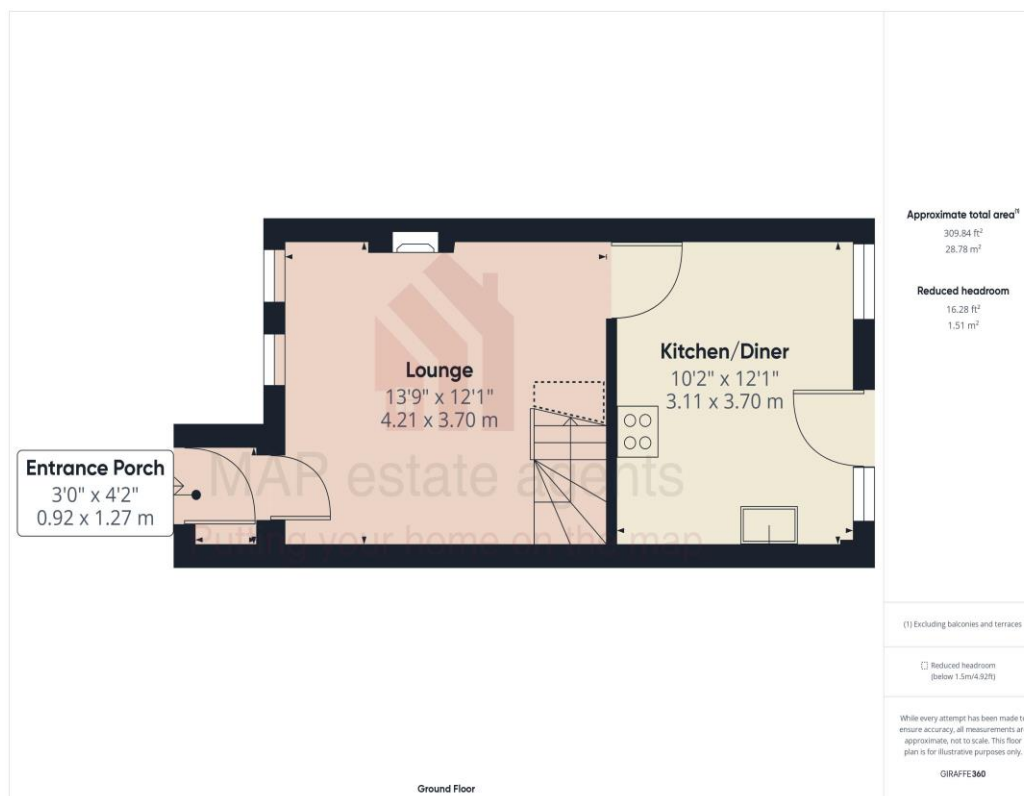 Entrance Porch
3'0" x 4'2"
0.92 x 1.27 m
Lounge
13'9" x 12'1"
4.21 x 3.70 m
Kitchen/Diner
10'2" x 12'1"
3.11 x 3.70 m
MAP estate agents
Putting your home on the map
Ground Floor
Approximate total area(1)
309.84 ft²
28.78 m²
Reduced headroom
16.28 ft²
1.51 m²
(1) Excluding balconies and terraces
Reduced headroom
(below 1.5m/4.92ft)
While every attempt has been made to
ensure accuracy, all measurements are
approximate, not to scale. This floor
plan is for illustrative purposes only.
GIRAFFE360